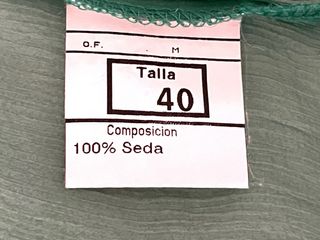 O.F. M
Talla
40
Composicion
100% Seda